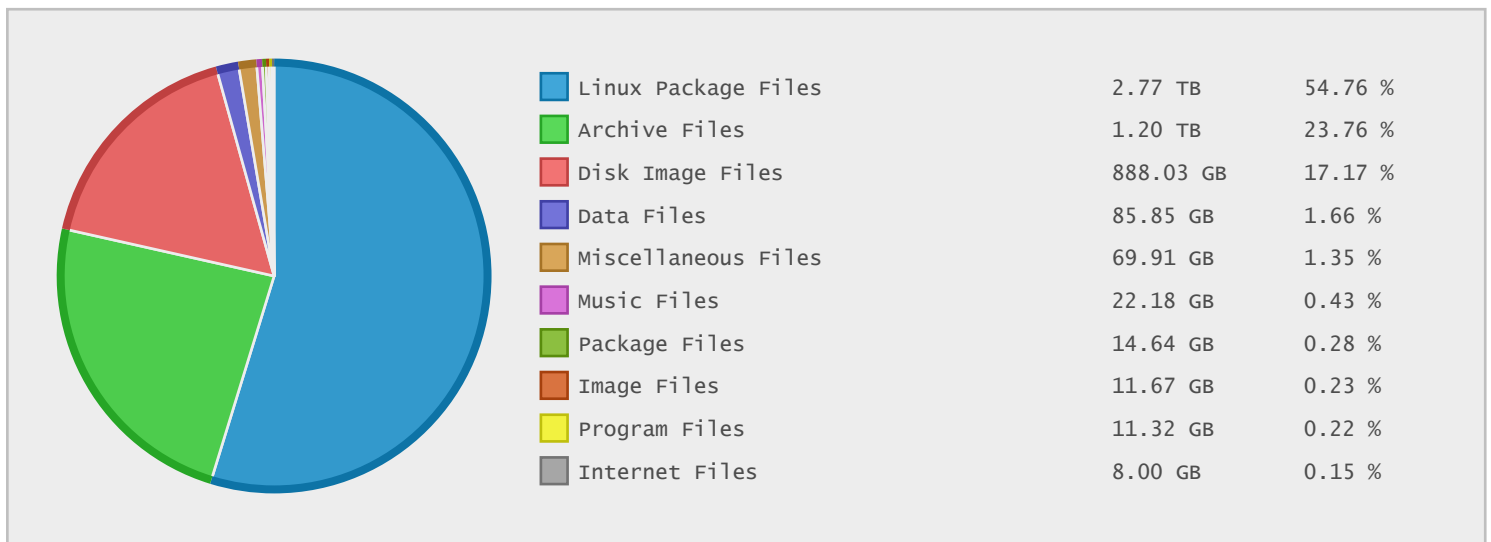 Linux Package Files 2.77 TB 54.76 %
Archive Files 1.20 TB 23.76 %
Disk Image Files 888.03 GB 17.17 %
Data Files 85.85 GB 1.66 %
Miscellaneous Files 69.91 GB 1.35 %
Music Files 22.18 GB 0.43 %
Package Files 14.64 GB 0.28 %
Image Files 11.67 GB 0.23 %
Program Files 11.32 GB 0.22 %
Internet Files 8.00 GB 0.15 %